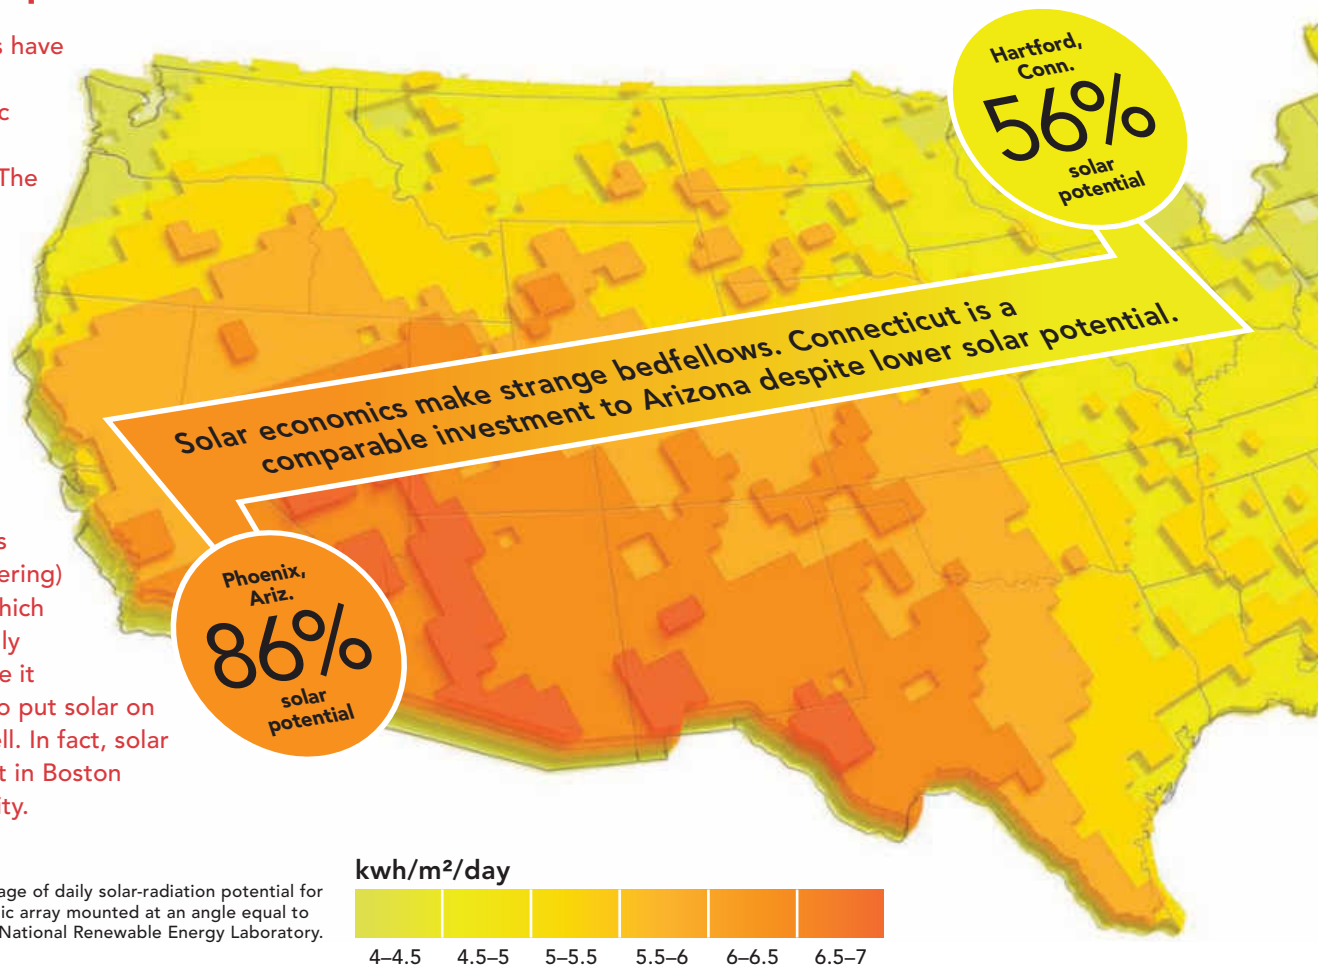 s have
c
The
s
ering)
hich
ly
e it
o put solar on
ll. In fact, solar
t in Boston
ity.
Hartford,
Conn.
56%
solar
potential
Solar economics make strange bedfellows. Connecticut is a
comparable investment to Arizona despite lower solar potential.
Phoenix,
Ariz.
86%
solar
potential
age of daily solar-radiation potential for
ic array mounted at an angle equal to
National Renewable Energy Laboratory.
kwh/m²/day
4–4.5 4.5–5 5–5.5 5.5–6 6–6.5 6.5–7